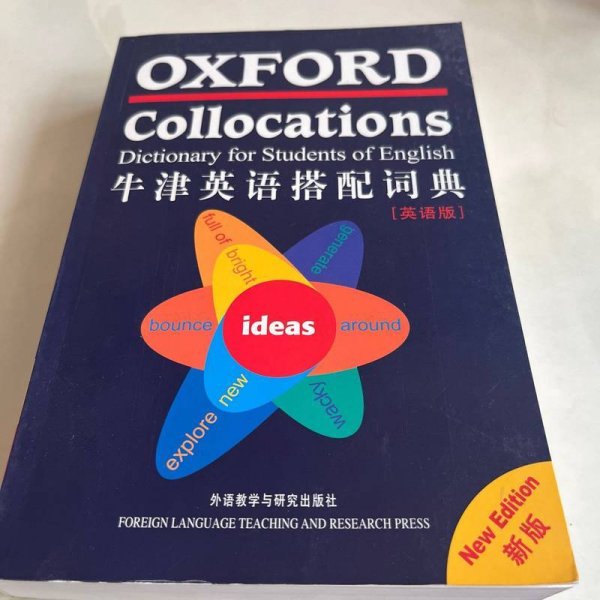 OXFORD
Collocations
Dictionary for Students of English
牛津英语搭配词典
[英语版]
full of bright
generate
bounce ideas around
explore new
wacky
外语教学与研究出版社
FOREIGN LANGUAGE TEACHING AND RESEARCH PRESS
New Edition
新版